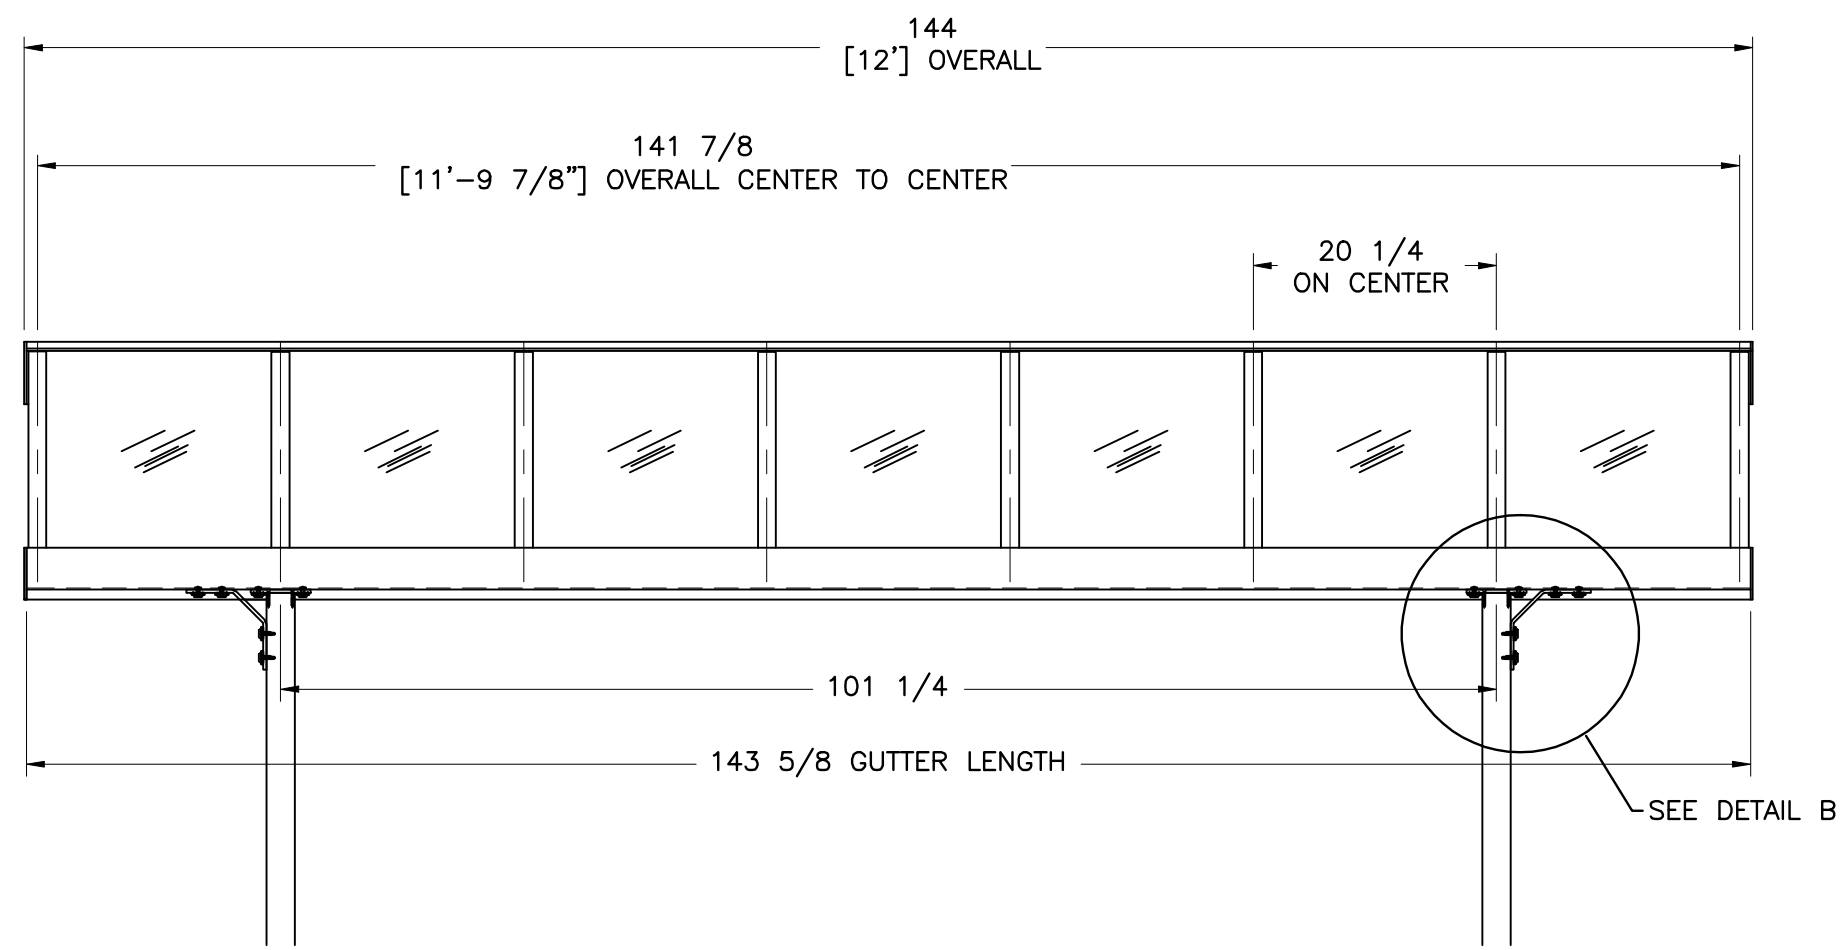 144
[12'] OVERALL
141 7/8
[11'-9 7/8"] OVERALL CENTER TO CENTER
20 1/4
ON CENTER
101 1/4
143 5/8 GUTTER LENGTH
SEE DETAIL B